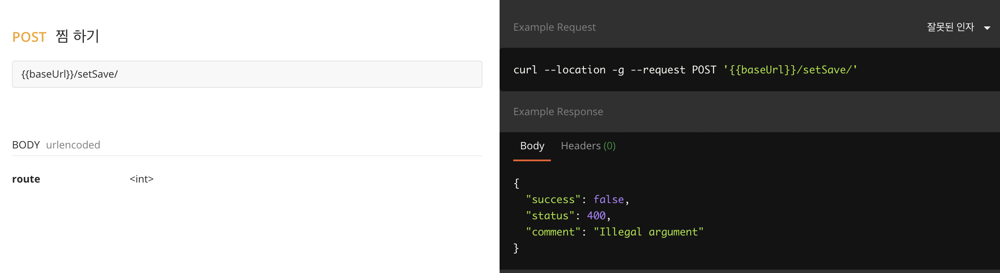 POST 찜 하기
{{baseUrl}}/setSave/
BODY urlencoded
route <int>
Example Request 잘못된 인자
curl --location -g --request POST '{{baseUrl}}/setSave/'
Example Response
Body Headers (0)
{
  "success": false,
  "status": 400,
  "comment": "Illegal argument"
}